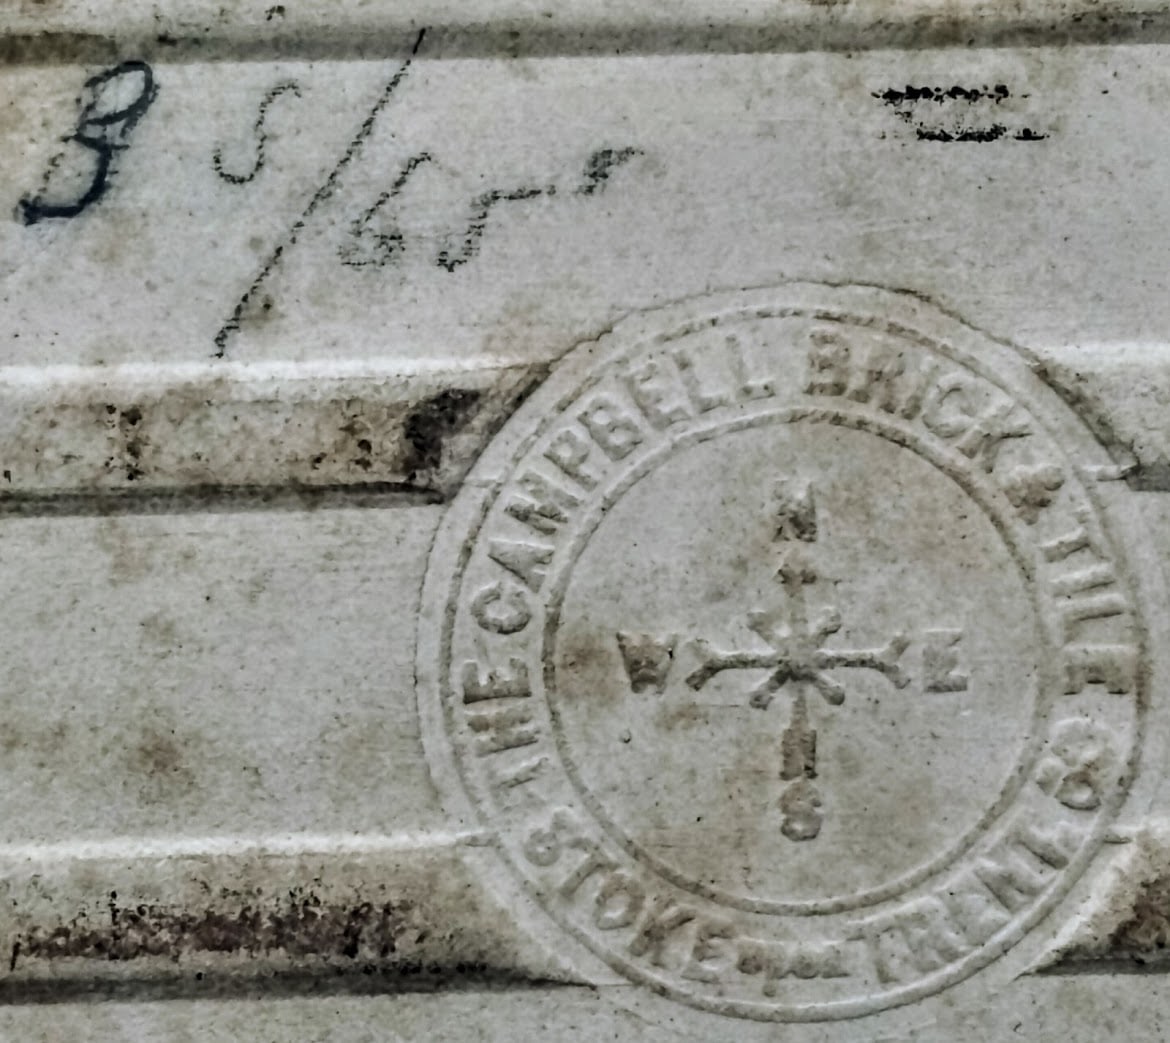 THE CAMPBELL BRICK & TILE CO.
STOKE upon TRENT.
N
W E
S